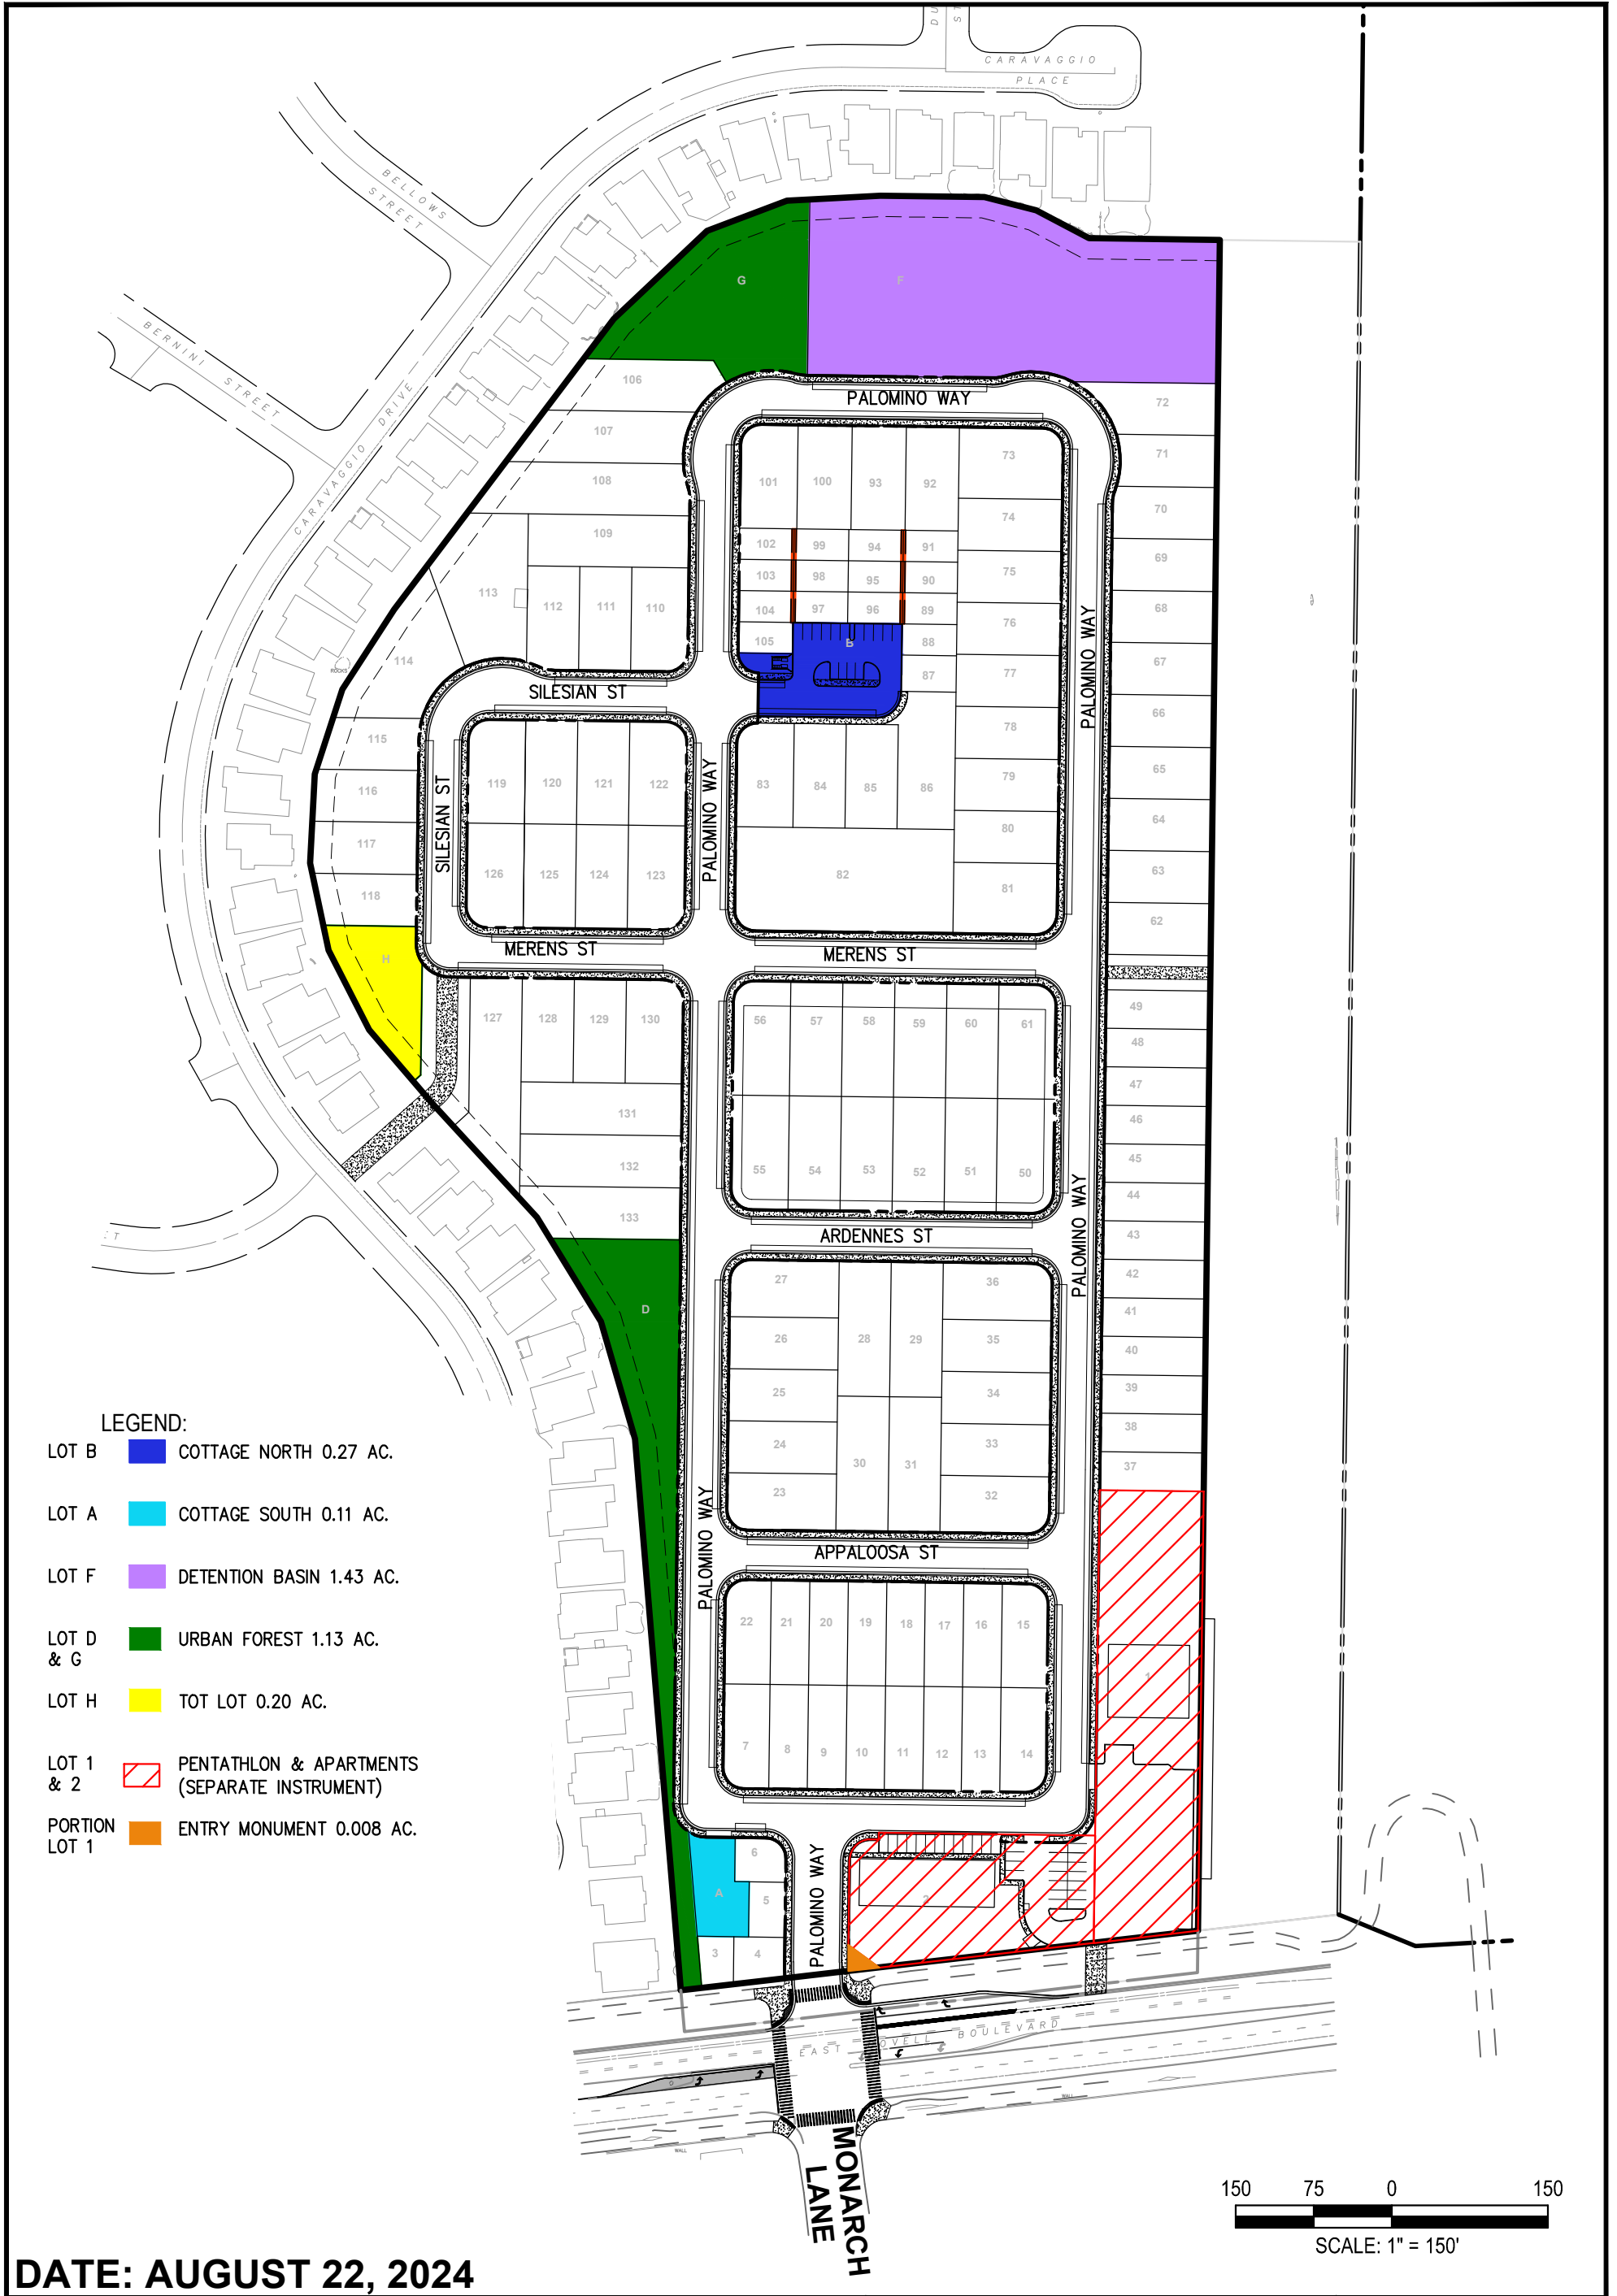 DU
ST
CARAVAGGIO
PLACE
BELLOWS
STREET
BERNINI STREET
CARAVAGGIO DRIVE
G
F
106
PALOMINO WAY
72
107
73
71
108
101
100
93
92
74
70
109
102
99
94
91
69
103
98
95
90
75
113
112
111
110
104
97
96
89
76
68
105
B
88
PALOMINO WAY
114
ROCKS
87
77
67
SILESIAN ST
115
78
66
116
SILESIAN ST
119
120
121
122
PALOMINO WAY
83
84
85
86
79
65
117
80
64
118
126
125
124
123
82
81
63
62
H
MERENS ST
MERENS ST
127
128
129
130
56
57
58
59
60
61
49
48
47
131
46
132
55
54
53
52
51
50
45
44
133
PALOMINO WAY
ARDENNES ST
43
ET
D
27
36
42
41
26
28
29
35
40
25
34
39
24
33
38
30
31
37
23
32
PALOMINO WAY
APPALOOSA ST
22
21
20
19
18
17
16
15
1
7
8
9
10
11
12
13
14
6
A
5
2
PALOMINO WAY
3
4
EAST COVELL BOULEVARD
WALL
WALL
MONARCH
LANE
LEGEND:
LOT B COTTAGE NORTH 0.27 AC.
LOT A COTTAGE SOUTH 0.11 AC.
LOT F DETENTION BASIN 1.43 AC.
LOT D
& G URBAN FOREST 1.13 AC.
LOT H TOT LOT 0.20 AC.
LOT 1
& 2 PENTATHLON & APARTMENTS
(SEPARATE INSTRUMENT)
PORTION
LOT 1 ENTRY MONUMENT 0.008 AC.
150 75 0 150
SCALE: 1" = 150'
DATE: AUGUST 22, 2024